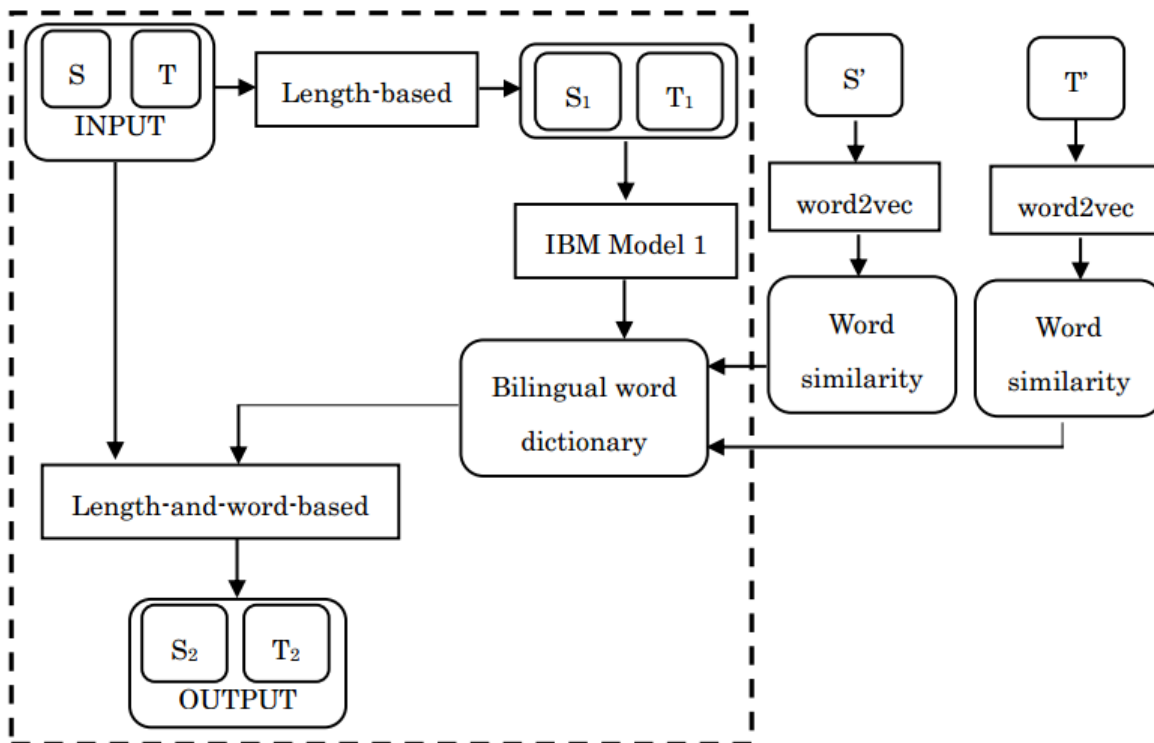 S T
INPUT
Length-based
S₁ T₁
S’
T’
word2vec
word2vec
IBM Model 1
Word
similarity
Word
similarity
Bilingual word
dictionary
Length-and-word-based
S₂ T₂
OUTPUT